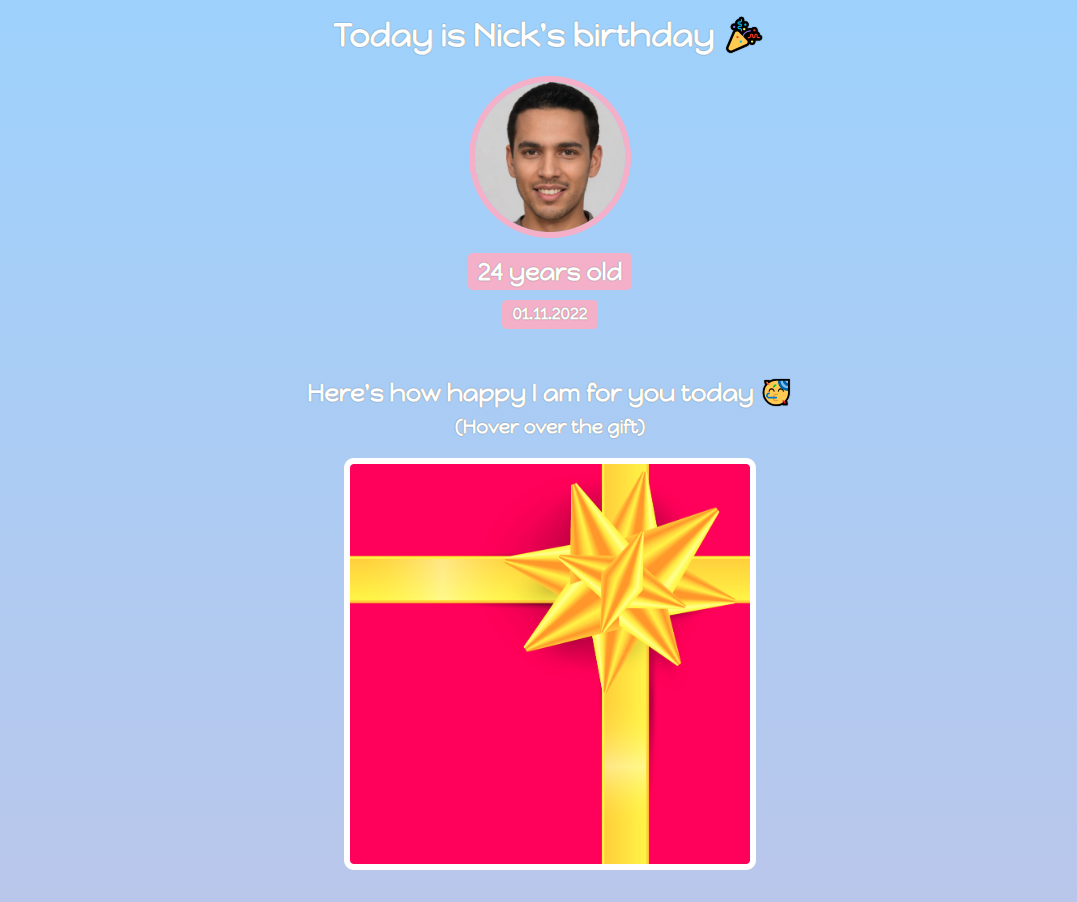 Today is Nick's birthday 🎉
24 years old
01.11.2022
Here's how happy I am for you today 🥳
(Hover over the gift)